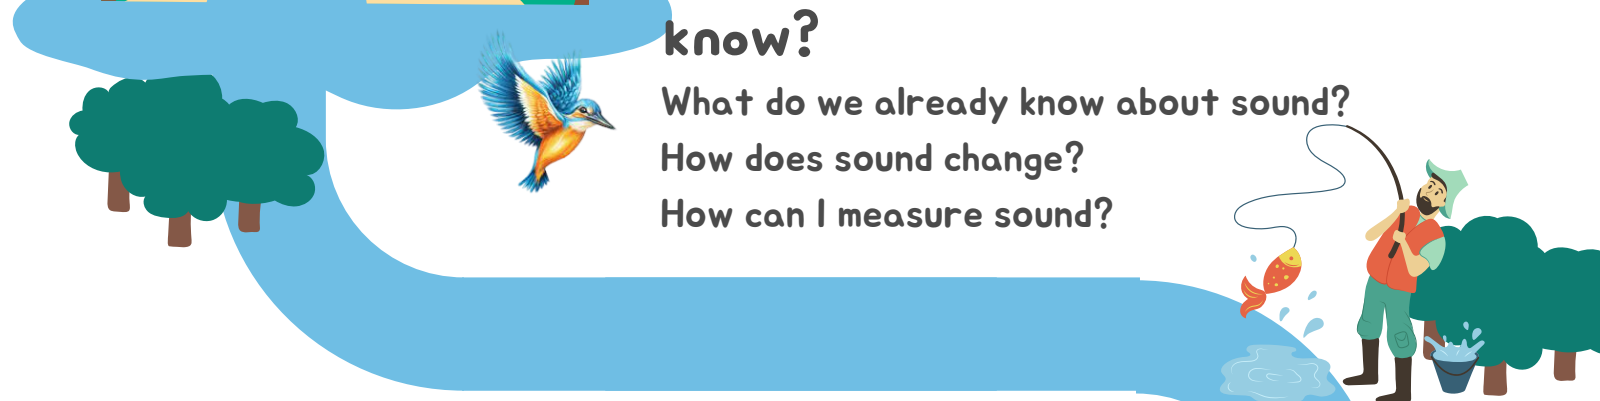 know?
What do we already know about sound?
How does sound change?
How can I measure sound?